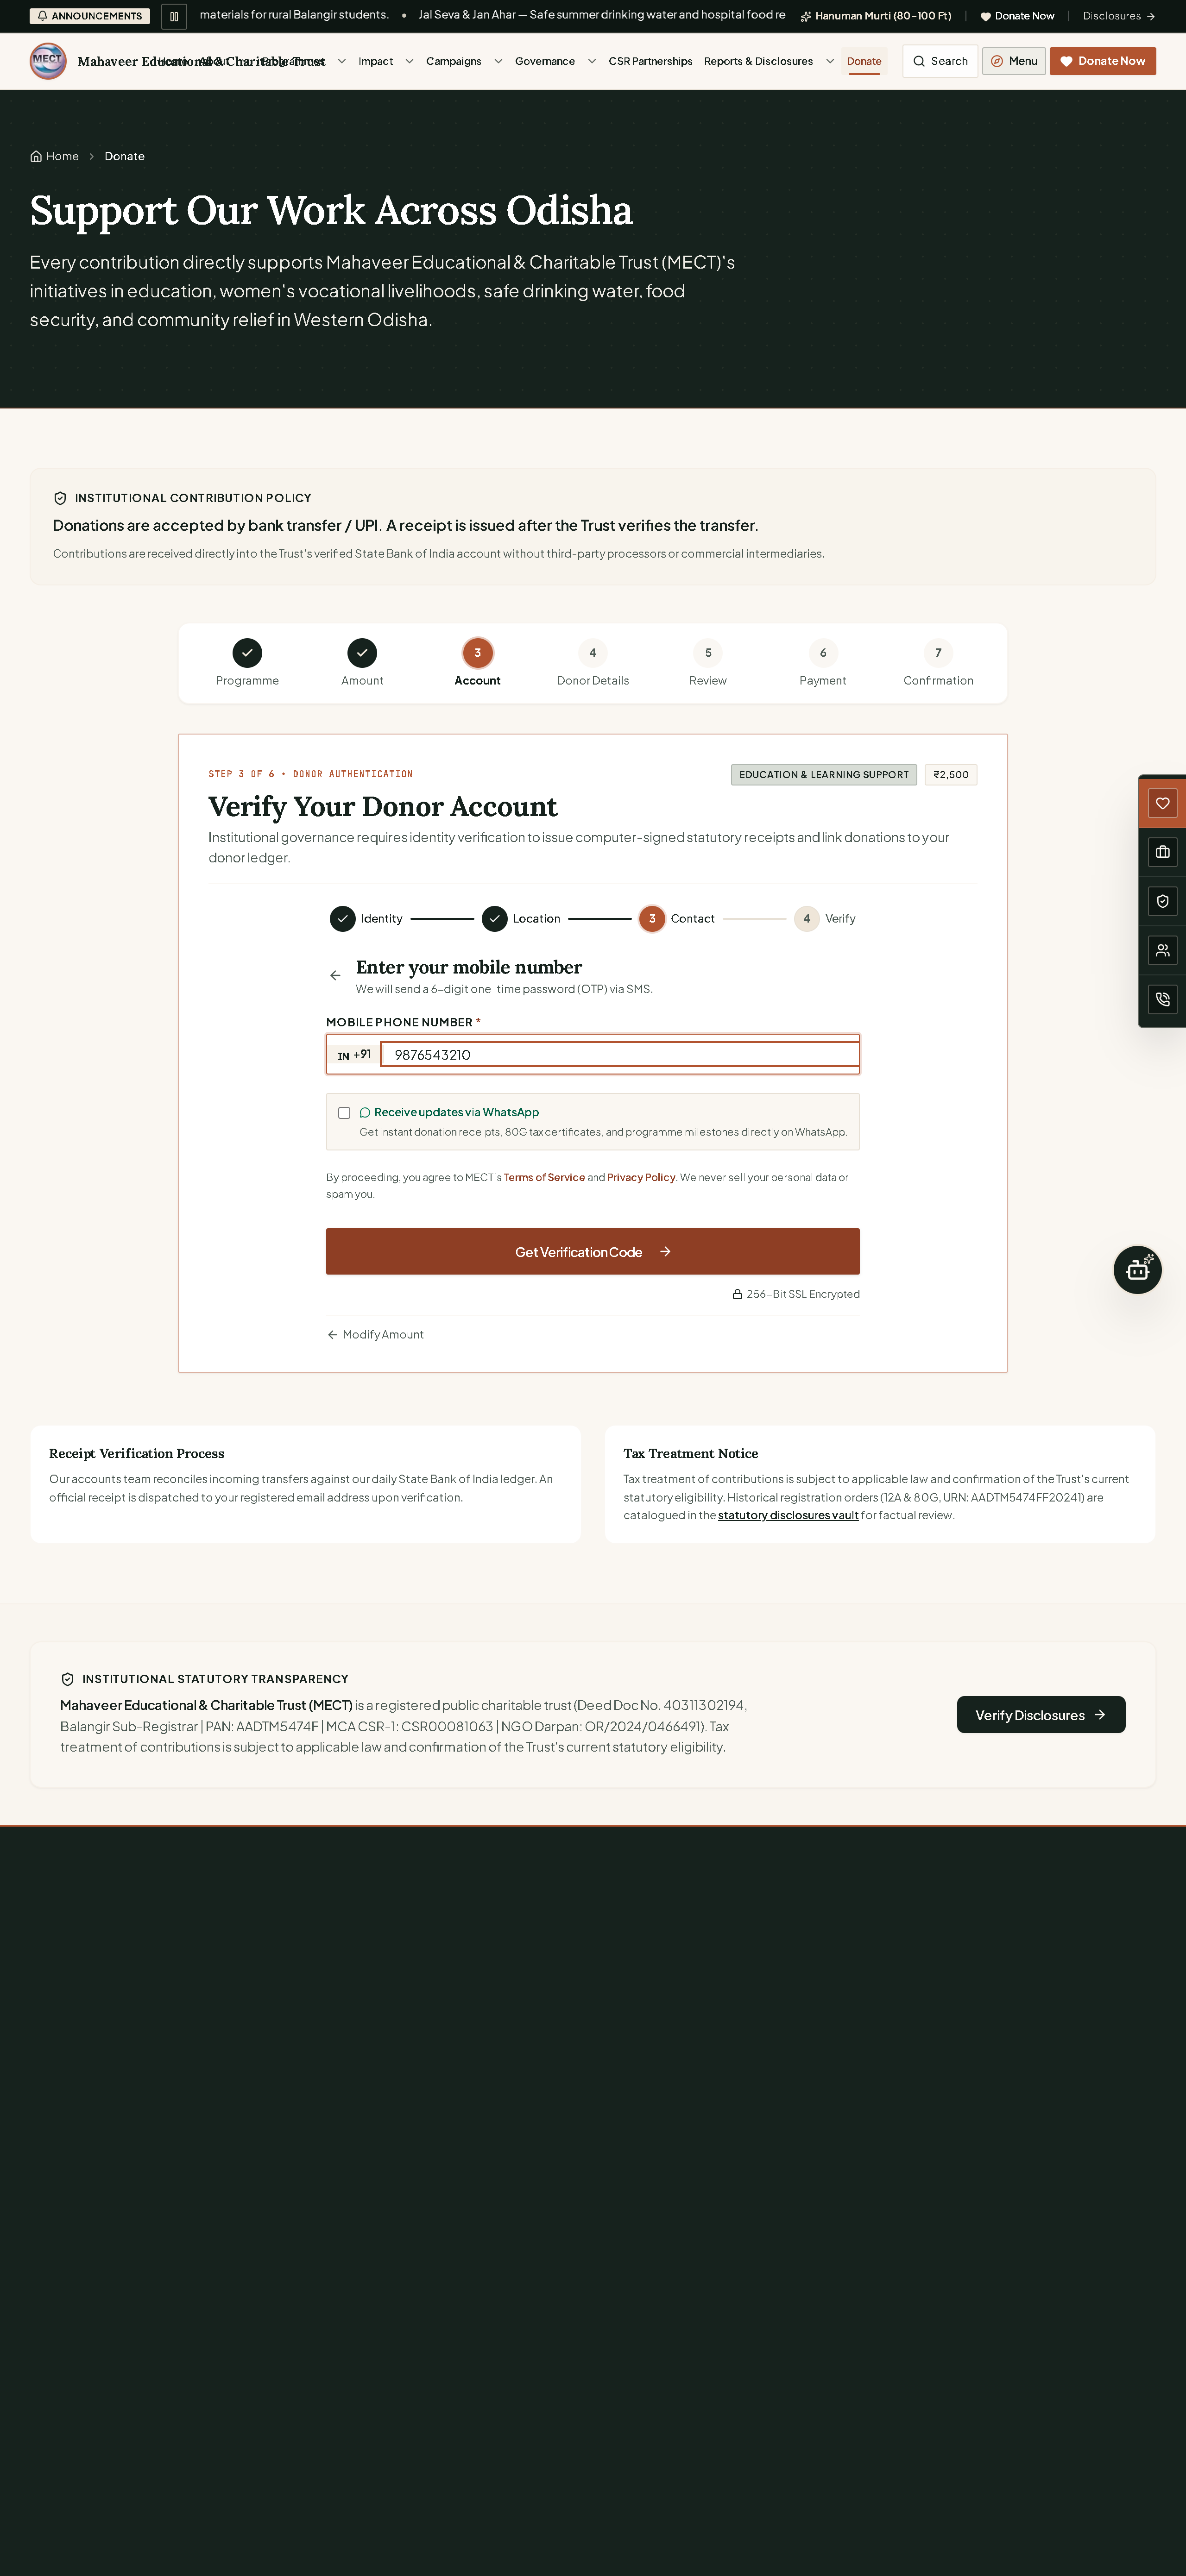 ANNOUNCEMENTS
materials for rural Balangir students. • Jal Seva & Jan Ahar — Safe summer drinking water and hospital food re
Hanuman Murti (80–100 Ft)
Donate Now
Disclosures
MECT
Mahaveer Educational & Charitable Trust
Home
About
Programmes
Impact
Campaigns
Governance
CSR Partnerships
Reports & Disclosures
Donate
Search
Menu
Donate Now
Home
Donate
Support Our Work Across Odisha
Every contribution directly supports Mahaveer Educational & Charitable Trust (MECT)'s
initiatives in education, women's vocational livelihoods, safe drinking water, food
security, and community relief in Western Odisha.
INSTITUTIONAL CONTRIBUTION POLICY
Donations are accepted by bank transfer / UPI. A receipt is issued after the Trust verifies the transfer.
Contributions are received directly into the Trust's verified State Bank of India account without third-party processors or commercial intermediaries.
3
4
5
6
7
Programme
Amount
Account
Donor Details
Review
Payment
Confirmation
STEP 3 OF 6 • DONOR AUTHENTICATION
EDUCATION & LEARNING SUPPORT
₹2,500
Verify Your Donor Account
Institutional governance requires identity verification to issue computer-signed statutory receipts and link donations to your
donor ledger.
Identity
Location
3 Contact
4 Verify
Enter your mobile number
We will send a 6-digit one-time password (OTP) via SMS.
MOBILE PHONE NUMBER *
IN +91
9876543210
Receive updates via WhatsApp
Get instant donation receipts, 80G tax certificates, and programme milestones directly on WhatsApp.
By proceeding, you agree to MECT's Terms of Service and Privacy Policy. We never sell your personal data or
spam you.
Get Verification Code
256-Bit SSL Encrypted
Modify Amount
Receipt Verification Process
Our accounts team reconciles incoming transfers against our daily State Bank of India ledger. An
official receipt is dispatched to your registered email address upon verification.
Tax Treatment Notice
Tax treatment of contributions is subject to applicable law and confirmation of the Trust's current
statutory eligibility. Historical registration orders (12A & 80G, URN: AADTM5474FF20241) are
catalogued in the statutory disclosures vault for factual review.
INSTITUTIONAL STATUTORY TRANSPARENCY
Mahaveer Educational & Charitable Trust (MECT) is a registered public charitable trust (Deed Doc No. 40311302194,
Balangir Sub-Registrar | PAN: AADTM5474F | MCA CSR-1: CSR00081063 | NGO Darpan: OR/2024/0466491). Tax
treatment of contributions is subject to applicable law and confirmation of the Trust's current statutory eligibility.
Verify Disclosures